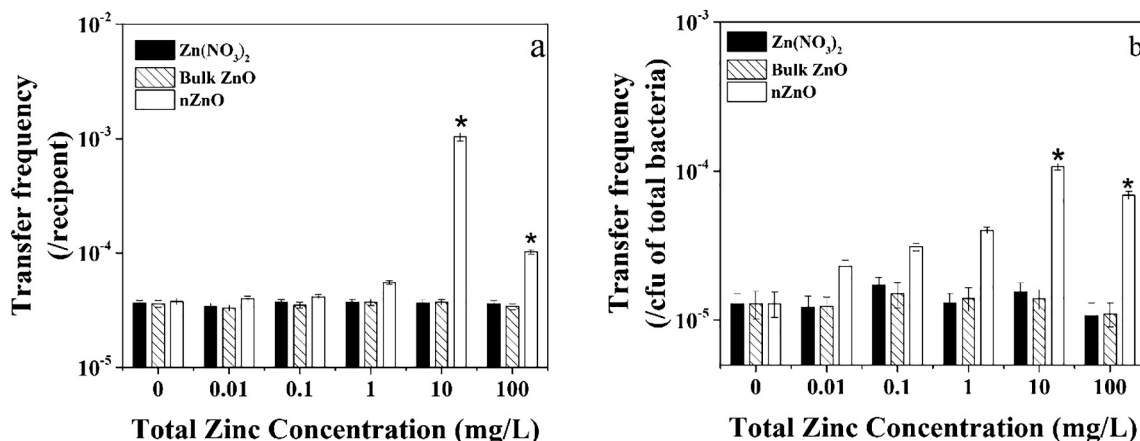 10⁻²
10⁻³
10⁻⁴
10⁻⁵
Transfer frequency
(/recipent)
Zn(NO₃)₂
Bulk ZnO
nZnO
a
*
*
0 0.01 0.1 1 10 100
Total Zinc Concentration (mg/L)
10⁻³
10⁻⁴
10⁻⁵
Transfer frequency
(/cfu of total bacteria)
Zn(NO₃)₂
Bulk ZnO
nZnO
b
*
*
0 0.01 0.1 1 10 100
Total Zinc Concentration (mg/L)